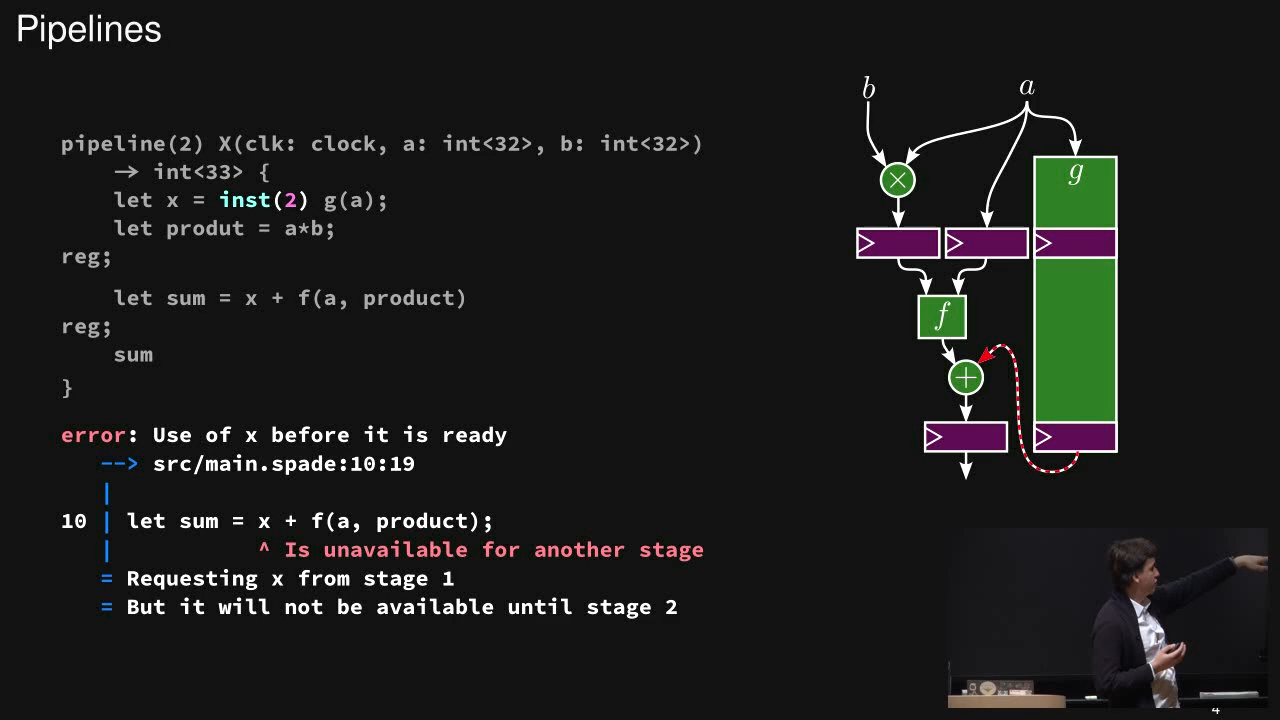 Pipelines
pipeline(2) X(clk: clock, a: int<32>, b: int<32>)
-> int<33> {
let x = inst(2) g(a);
let produt = a*b;
reg;
let sum = x + f(a, product)
reg;
sum
}
error: Use of x before it is ready
--> src/main.spade:10:19
|
10 | let sum = x + f(a, product);
| ^ Is unavailable for another stage
= Requesting x from stage 1
= But it will not be available until stage 2
b
a
×
g
f
+
4